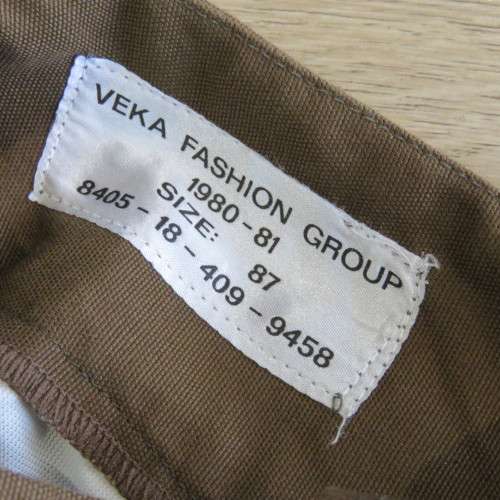 VEKA FASHION GROUP
1980-81
SIZE: 87
8405-18-409-9458